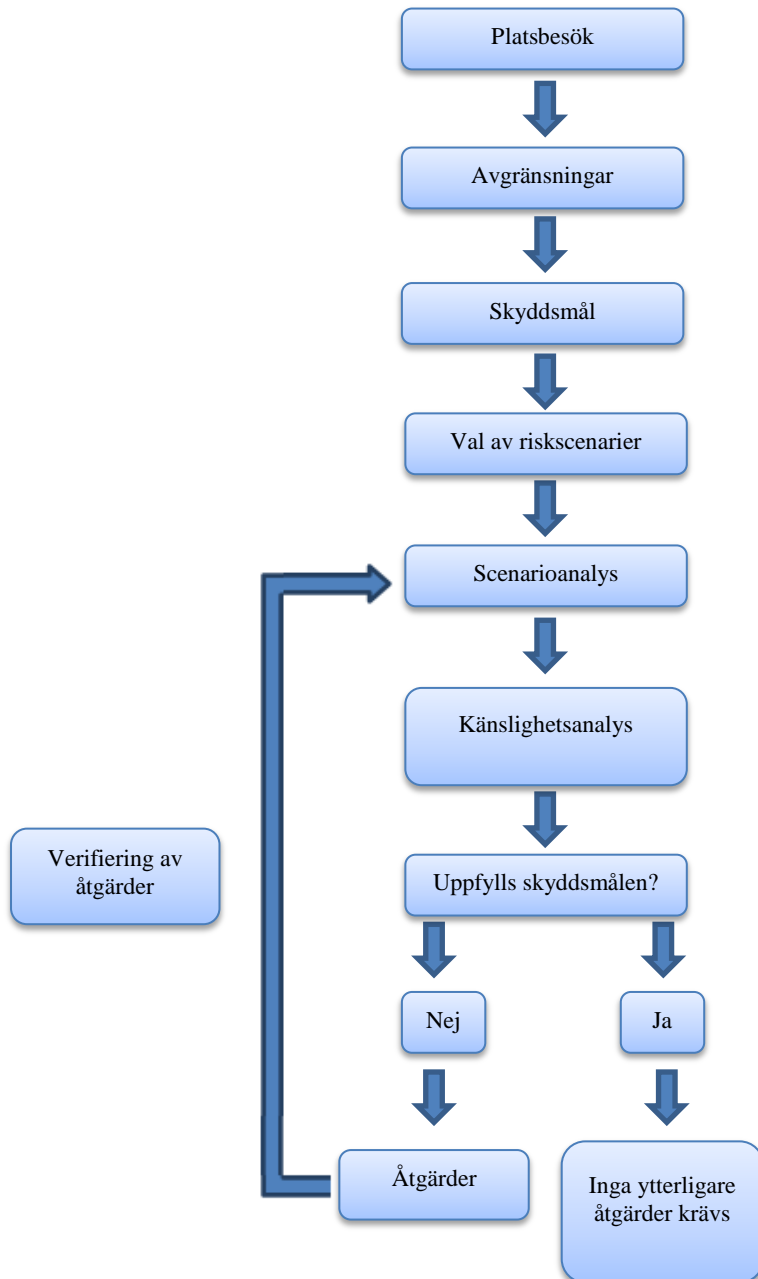 Platsbesök
Avgränsningar
Skyddsmål
Val av riskscenarier
Scenarioanalys
Känslighetsanalys
Verifiering av
åtgärder
Uppfylls skyddsmålen?
Nej
Ja
Åtgärder
Inga ytterligare
åtgärder krävs